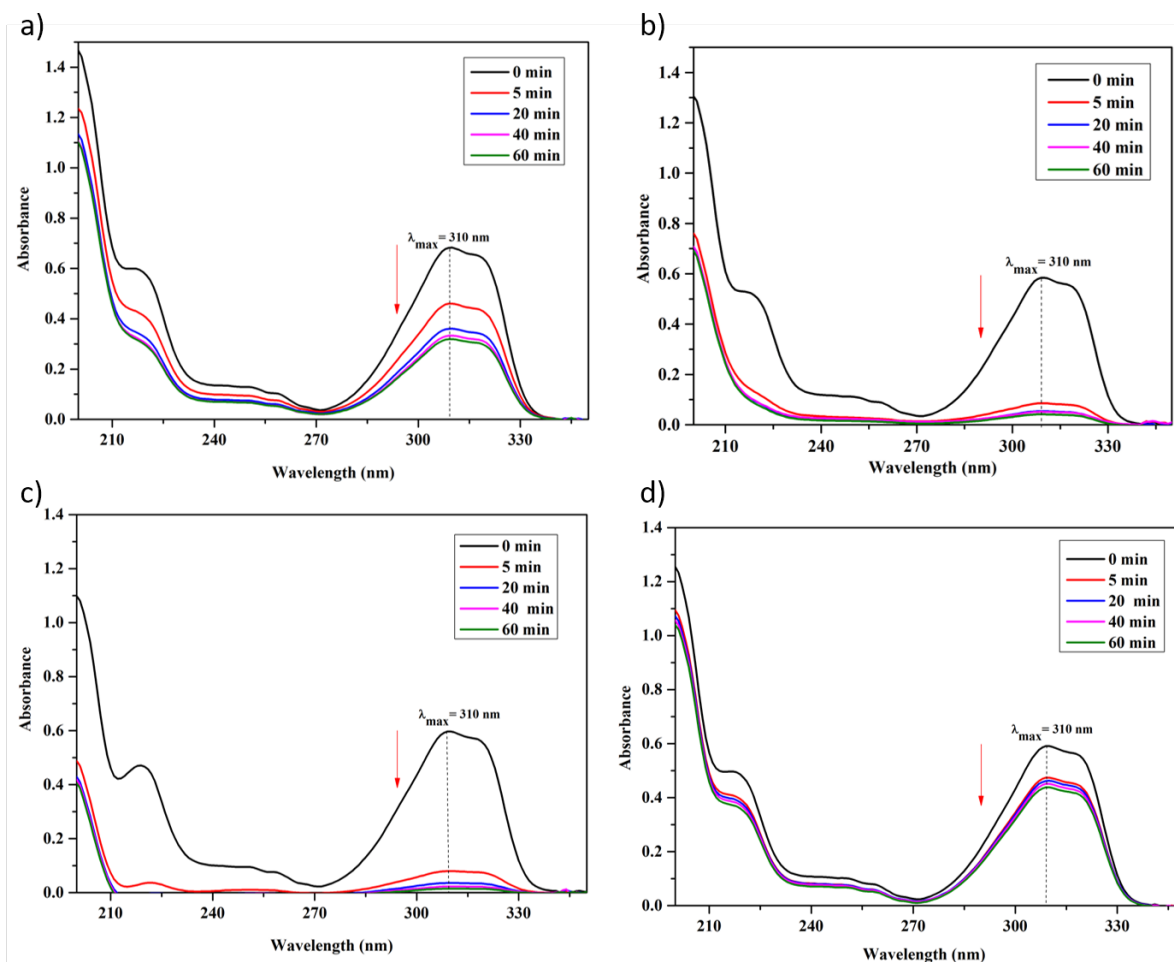 a)
1.4
1.2
1.0
0.8
0.6
0.4
0.2
0.0
Absorbance
0 min
5 min
20 min
40 min
60 min
λmax= 310 nm
210 240 270 300 330
Wavelength (nm)
b)
1.4
1.2
1.0
0.8
0.6
0.4
0.2
0.0
Absorbance
0 min
5 min
20 min
40 min
60 min
λmax= 310 nm
210 240 270 300 330
Wavelength (nm)
c)
1.4
1.2
1.0
0.8
0.6
0.4
0.2
0.0
Absorbance
0 min
5 min
20 min
40 min
60 min
λmax= 310 nm
210 240 270 300 330
Wavelength (nm)
d)
1.4
1.2
1.0
0.8
0.6
0.4
0.2
0.0
Absorbance
0 min
5 min
20 min
40 min
60 min
λmax= 310 nm
210 240 270 300 330
Wavelength (nm)